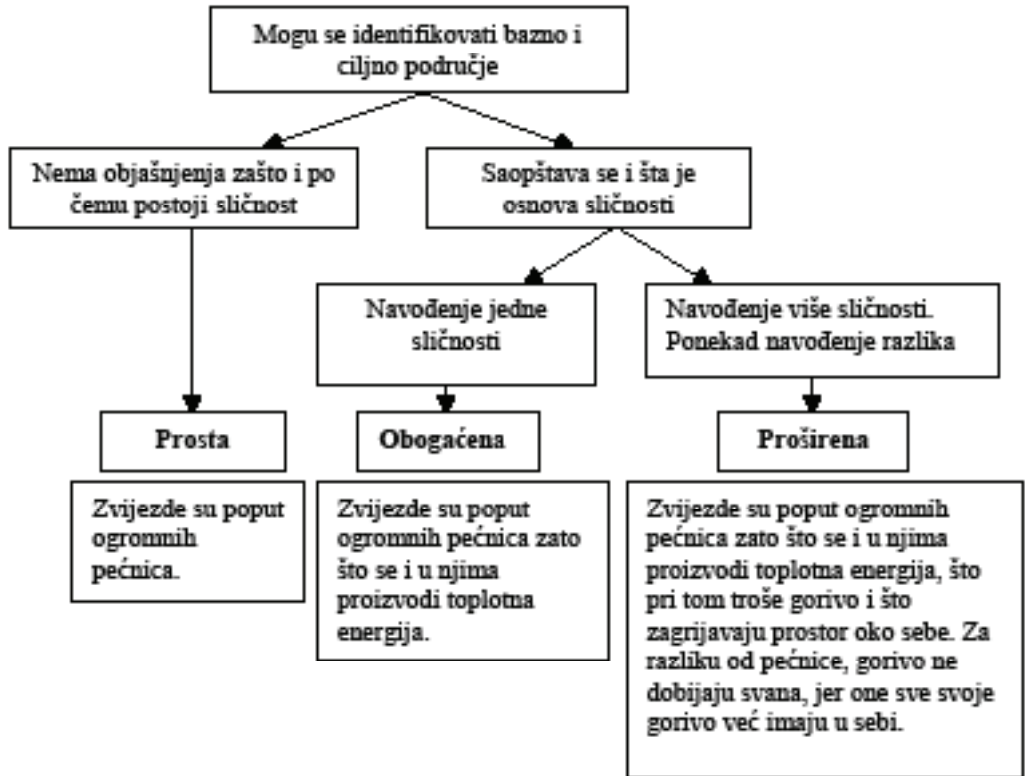 Mogu se identifikovati bazno i
ciljno područje
Nema objašnjenja zašto i po
čemu postoji sličnost
Saopštava se i šta je
osnova sličnosti
Navođenje jedne
sličnosti
Navođenje više sličnosti.
Ponekad navođenje razlika
Prosta
Obogaćena
Proširena
Zvijezde su poput
ogromnih
pećnica.
Zvijezde su poput
ogromnih pećnica zato
što se i u njima
proizvodi toplotna
energija.
Zvijezde su poput ogromnih
pećnica zato što se i u njima
proizvodi toplotna energija, što
pri tom troše gorivo i što
zagrijavaju prostor oko sebe. Za
razliku od pećnice, gorivo ne
dobijaju svana, jer one sve svoje
gorivo već imaju u sebi.